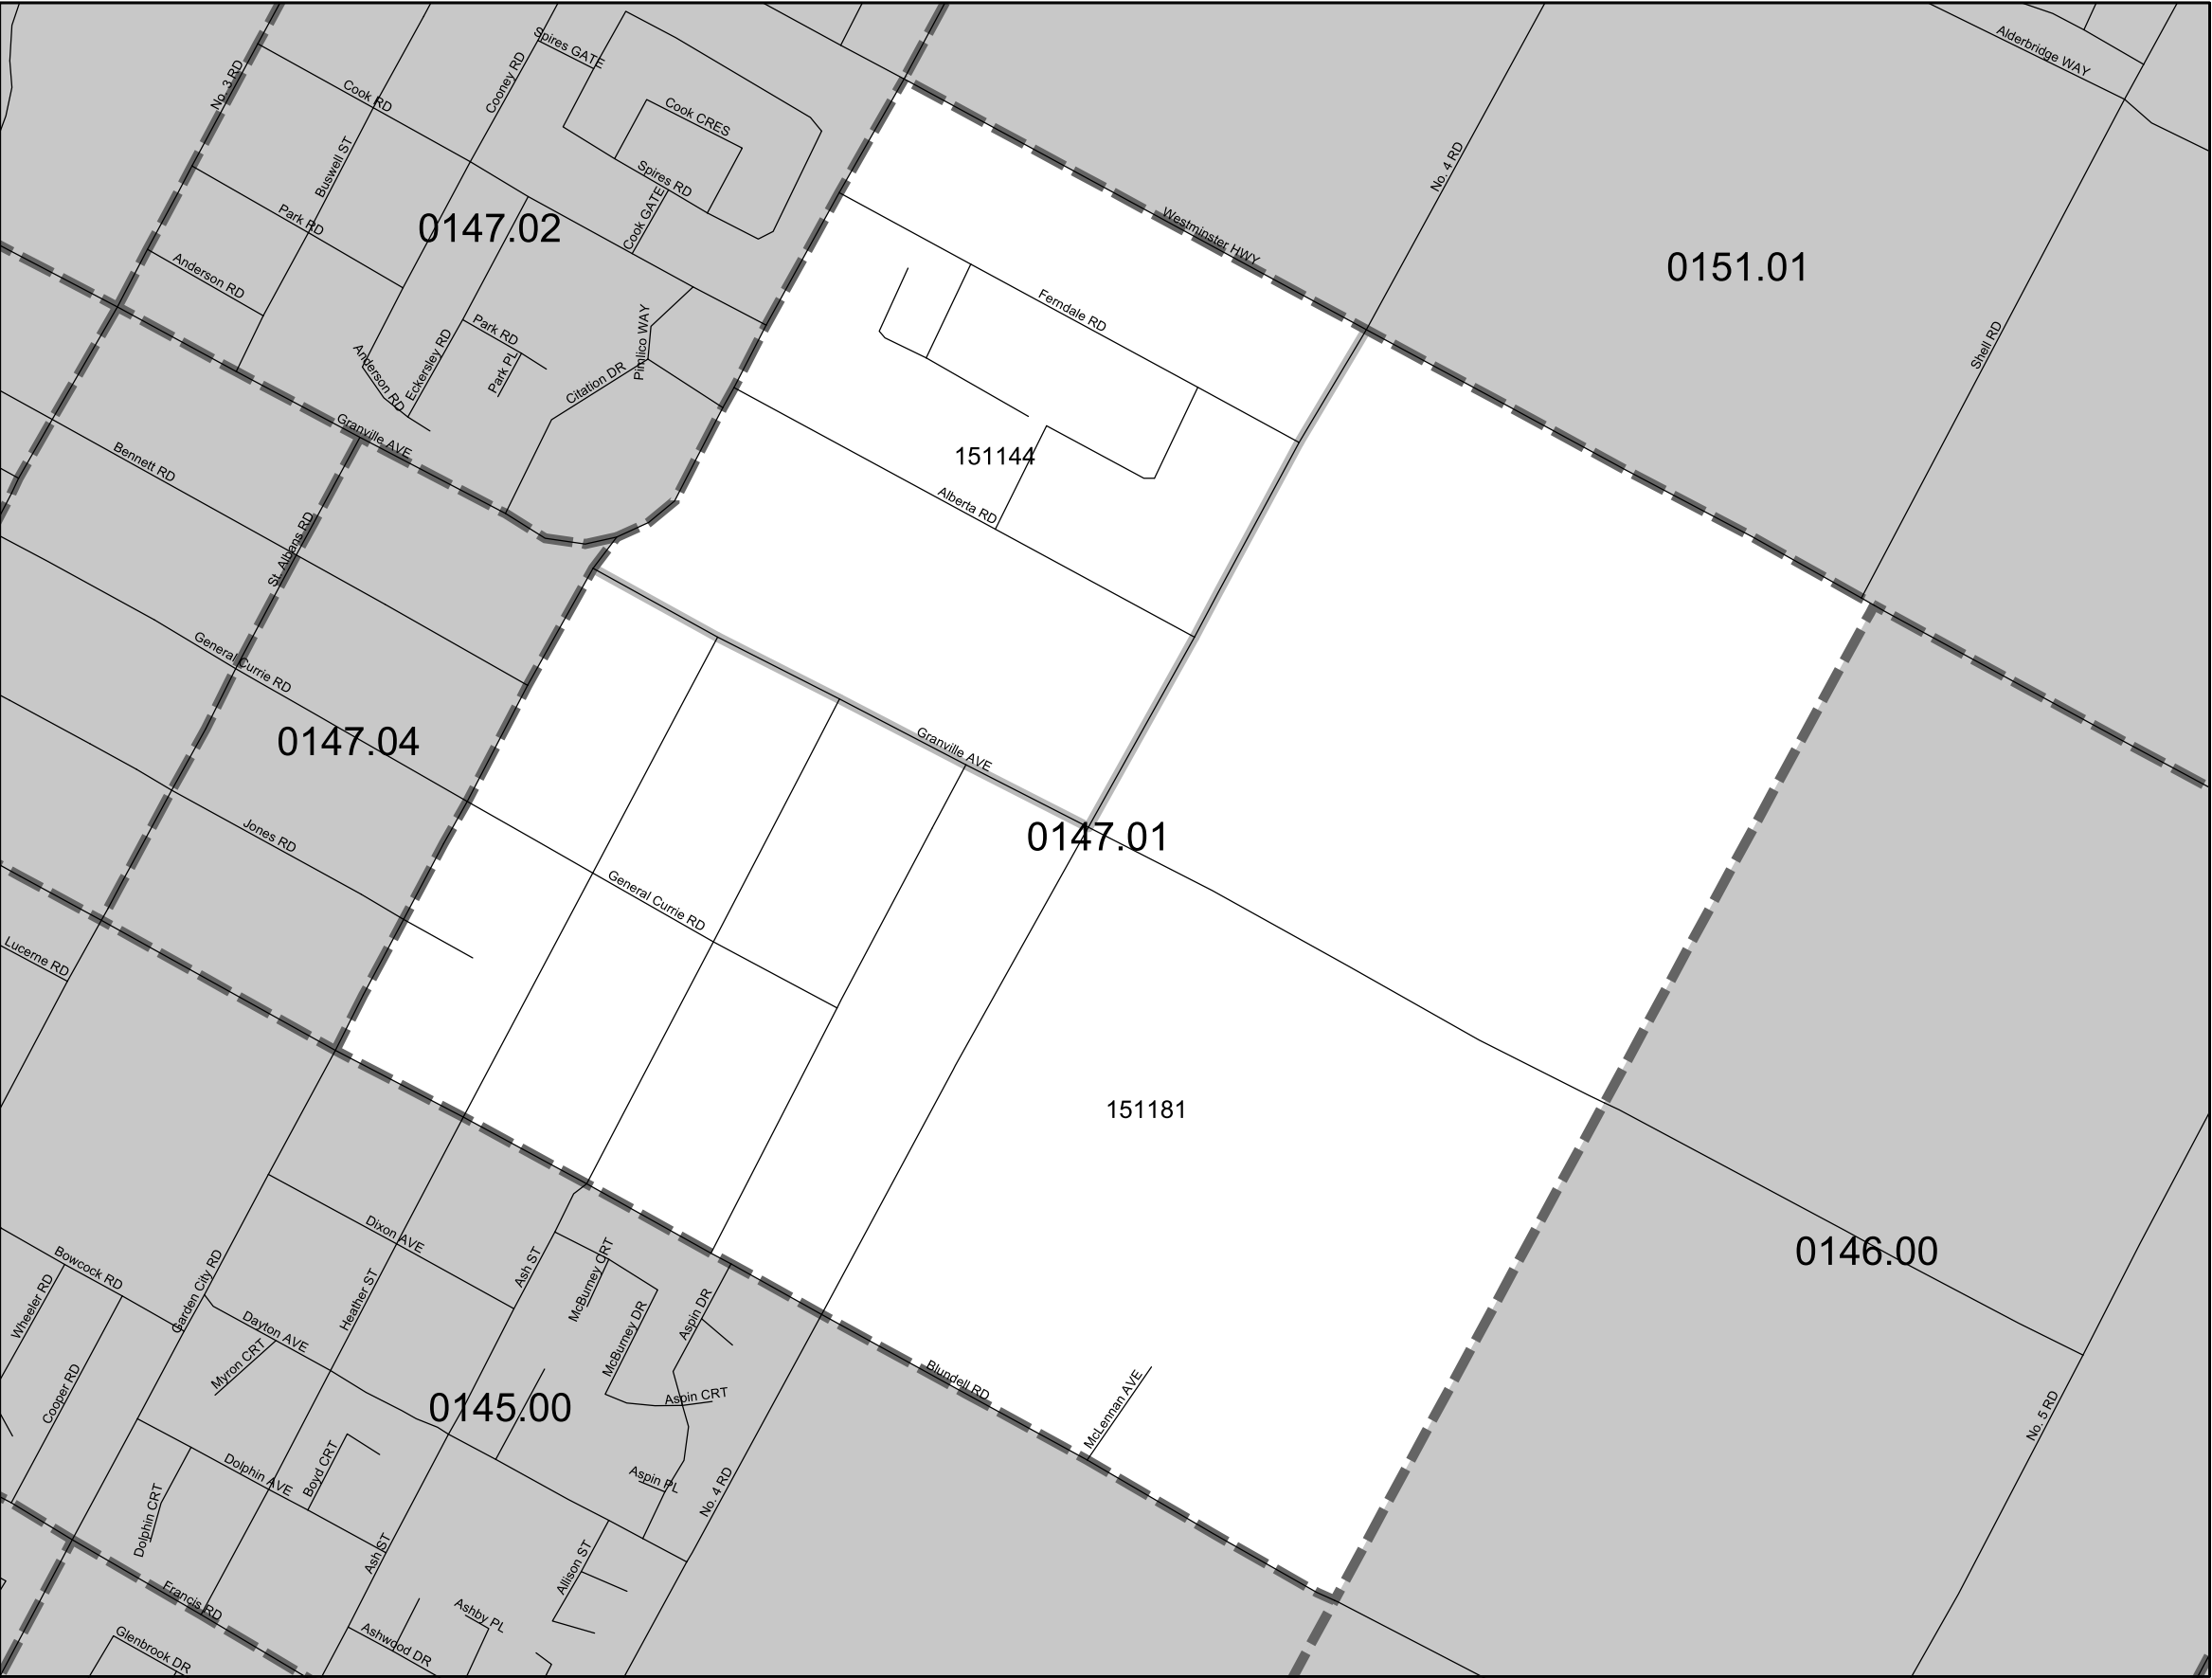 Spires GATE
Alderbridge WAY
No. 3 RD
Cook RD
Cooney RD
Cook CRES
Buswell ST
Spires RD
No. 4 RD
Park RD
0147.02
Cook GATE
Westminster HWY
0151.01
Anderson RD
Ferndale RD
Pimlico WAY
Park RD
Shell RD
Anderson RD
Eckersley RD
Park PL
Citation DR
Granville AVE
151144
Bennett RD
Alberta RD
St. Albans RD
General Currie RD
0147.04
Granville AVE
0147.01
Jones RD
General Currie RD
Lucerne RD
151181
Dixon AVE
0146.00
Bowcock RD
Garden City RD
Ash ST
McBurney CRT
Wheeler RD
Heather ST
Dayton AVE
McBurney DR
Aspin DR
Myron CRT
Cooper RD
0145.00
Aspin CRT
Blundell RD
McLennan AVE
No. 5 RD
Dolphin AVE
Boyd CRT
Aspin PL
No. 4 RD
Dolphin CRT
Ash ST
Allison ST
Francis RD
Ashby PL
Glenbrook DR
Ashwood DR